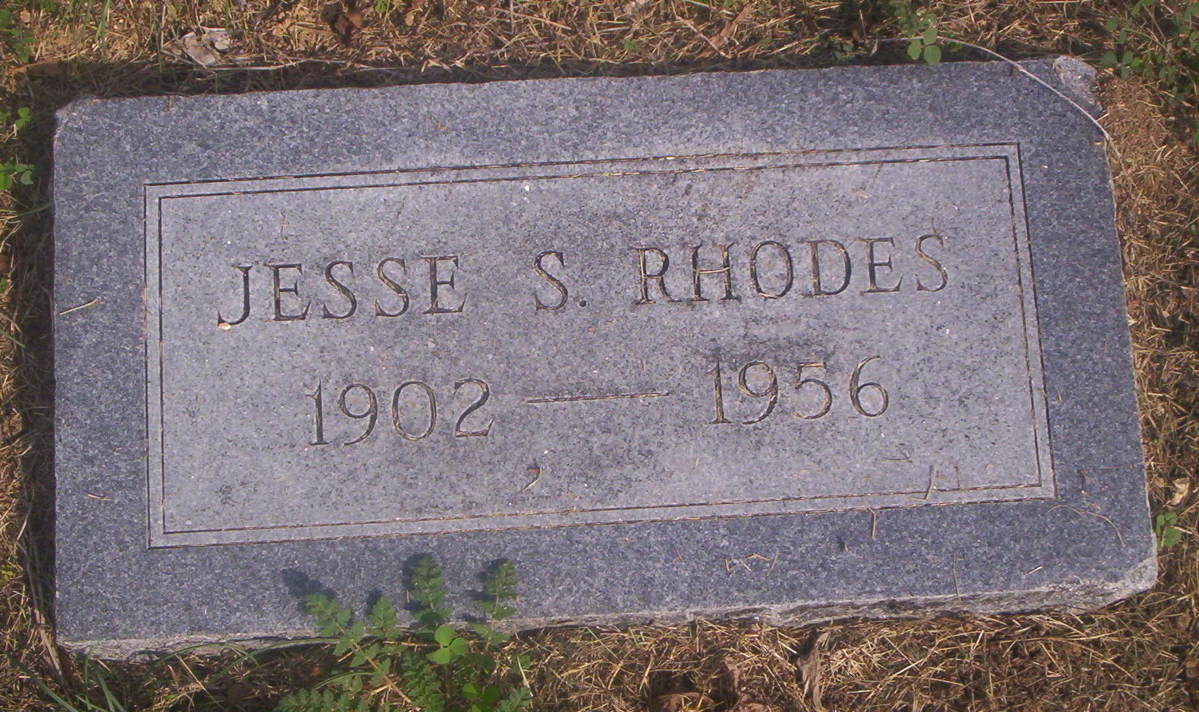 JESSE S. RHODES
1902 — 1956